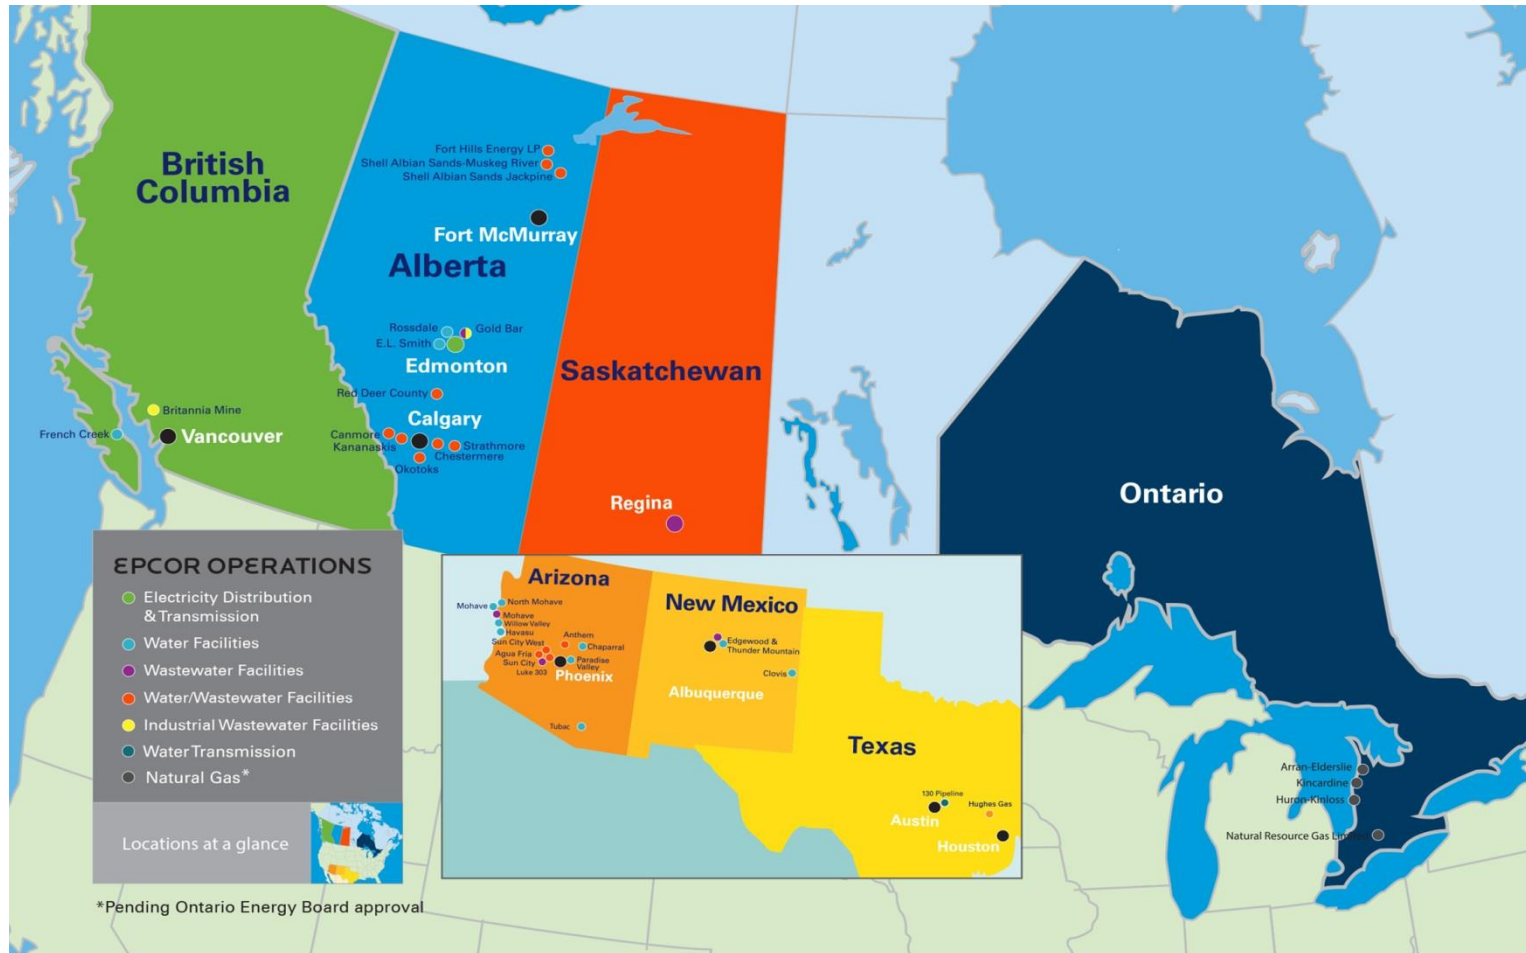 British
Columbia
Fort Hills Energy LP
Shell Albian Sands-Muskeg River
Shell Albian Sands Jackpine
Fort McMurray
Alberta
Rossdale
Gold Bar
E.L. Smith
Edmonton
Saskatchewan
Red Deer County
Calgary
Canmore
Kananaskis
Strathmore
Chestermere
Okotoks
Britannia Mine
French Creek
Vancouver
Regina
Ontario
EPCOR OPERATIONS
Electricity Distribution
& Transmission
Water Facilities
Wastewater Facilities
Water/Wastewater Facilities
Industrial Wastewater Facilities
Water Transmission
Natural Gas*
Locations at a glance
*Pending Ontario Energy Board approval
Arizona
Mohave
North Mohave
Mohave
Willow Valley
Havasu
Sun City West
Anthem
Chaparral
Agua Fria
Sun City
Paradise
Valley
Luke 303
Phoenix
Tubac
New Mexico
Edgewood &
Thunder Mountain
Clovis
Albuquerque
Texas
130 Pipeline
Hughes Gas
Austin
Houston
Arran-Elderslie
Kincardine
Huron-Kinloss
Natural Resource Gas Limited